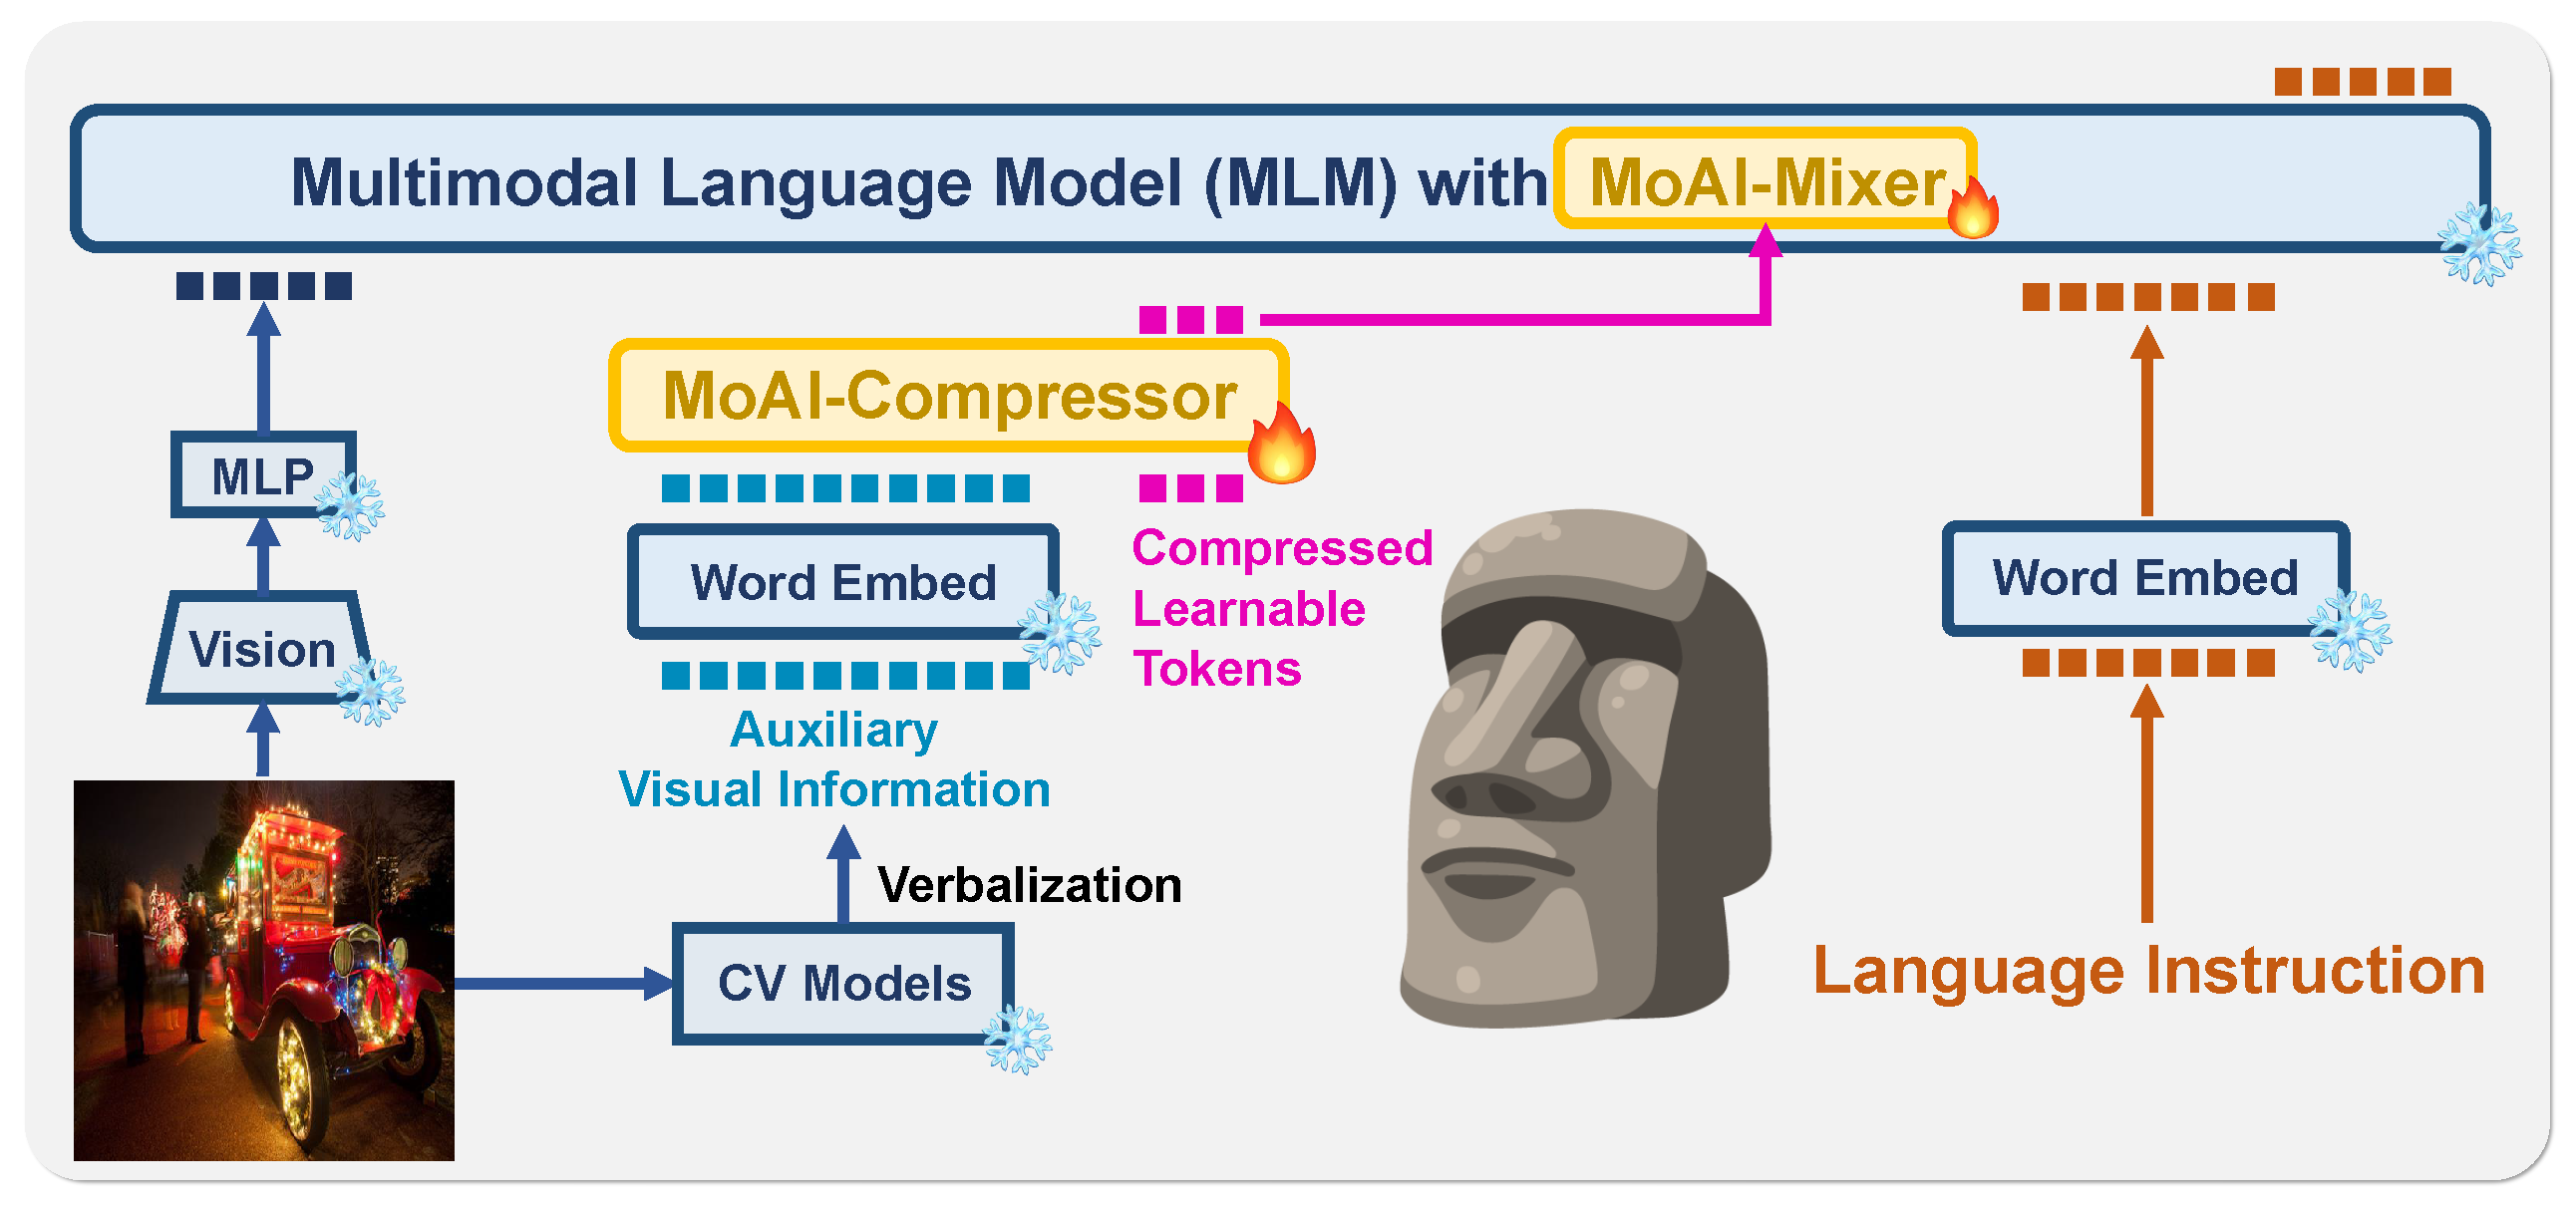 Multimodal Language Model (MLM) with MoAI-Mixer
MoAI-Compressor
MLP
Word Embed
Compressed
Learnable
Tokens
Word Embed
Vision
Auxiliary
Visual Information
Verbalization
CV Models
Language Instruction